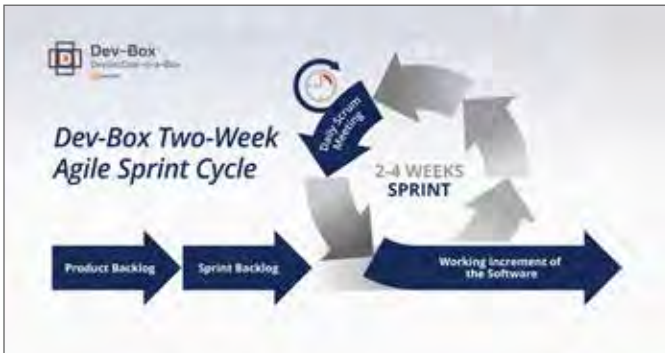 Dev-Box
Dev-Box Two-Week
Agile Sprint Cycle
Daily Scrum
Meeting
2-4 WEEKS
SPRINT
Product Backlog
Sprint Backlog
Working Increment of
the Software